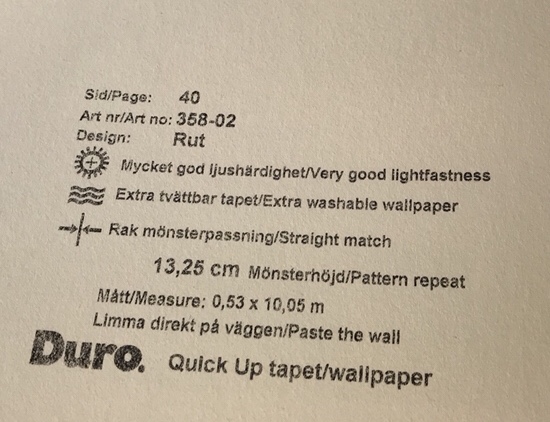 Sid/Page: 40
Art nr/Art no: 358-02
Design: Rut
Mycket god ljushärdighet/Very good lightfastness
Extra tvättbar tapet/Extra washable wallpaper
Rak mönsterpassning/Straight match
13,25 cm Mönsterhöjd/Pattern repeat
Mått/Measure: 0,53 x 10,05 m
Limma direkt på väggen/Paste the wall
Duro. Quick Up tapet/wallpaper